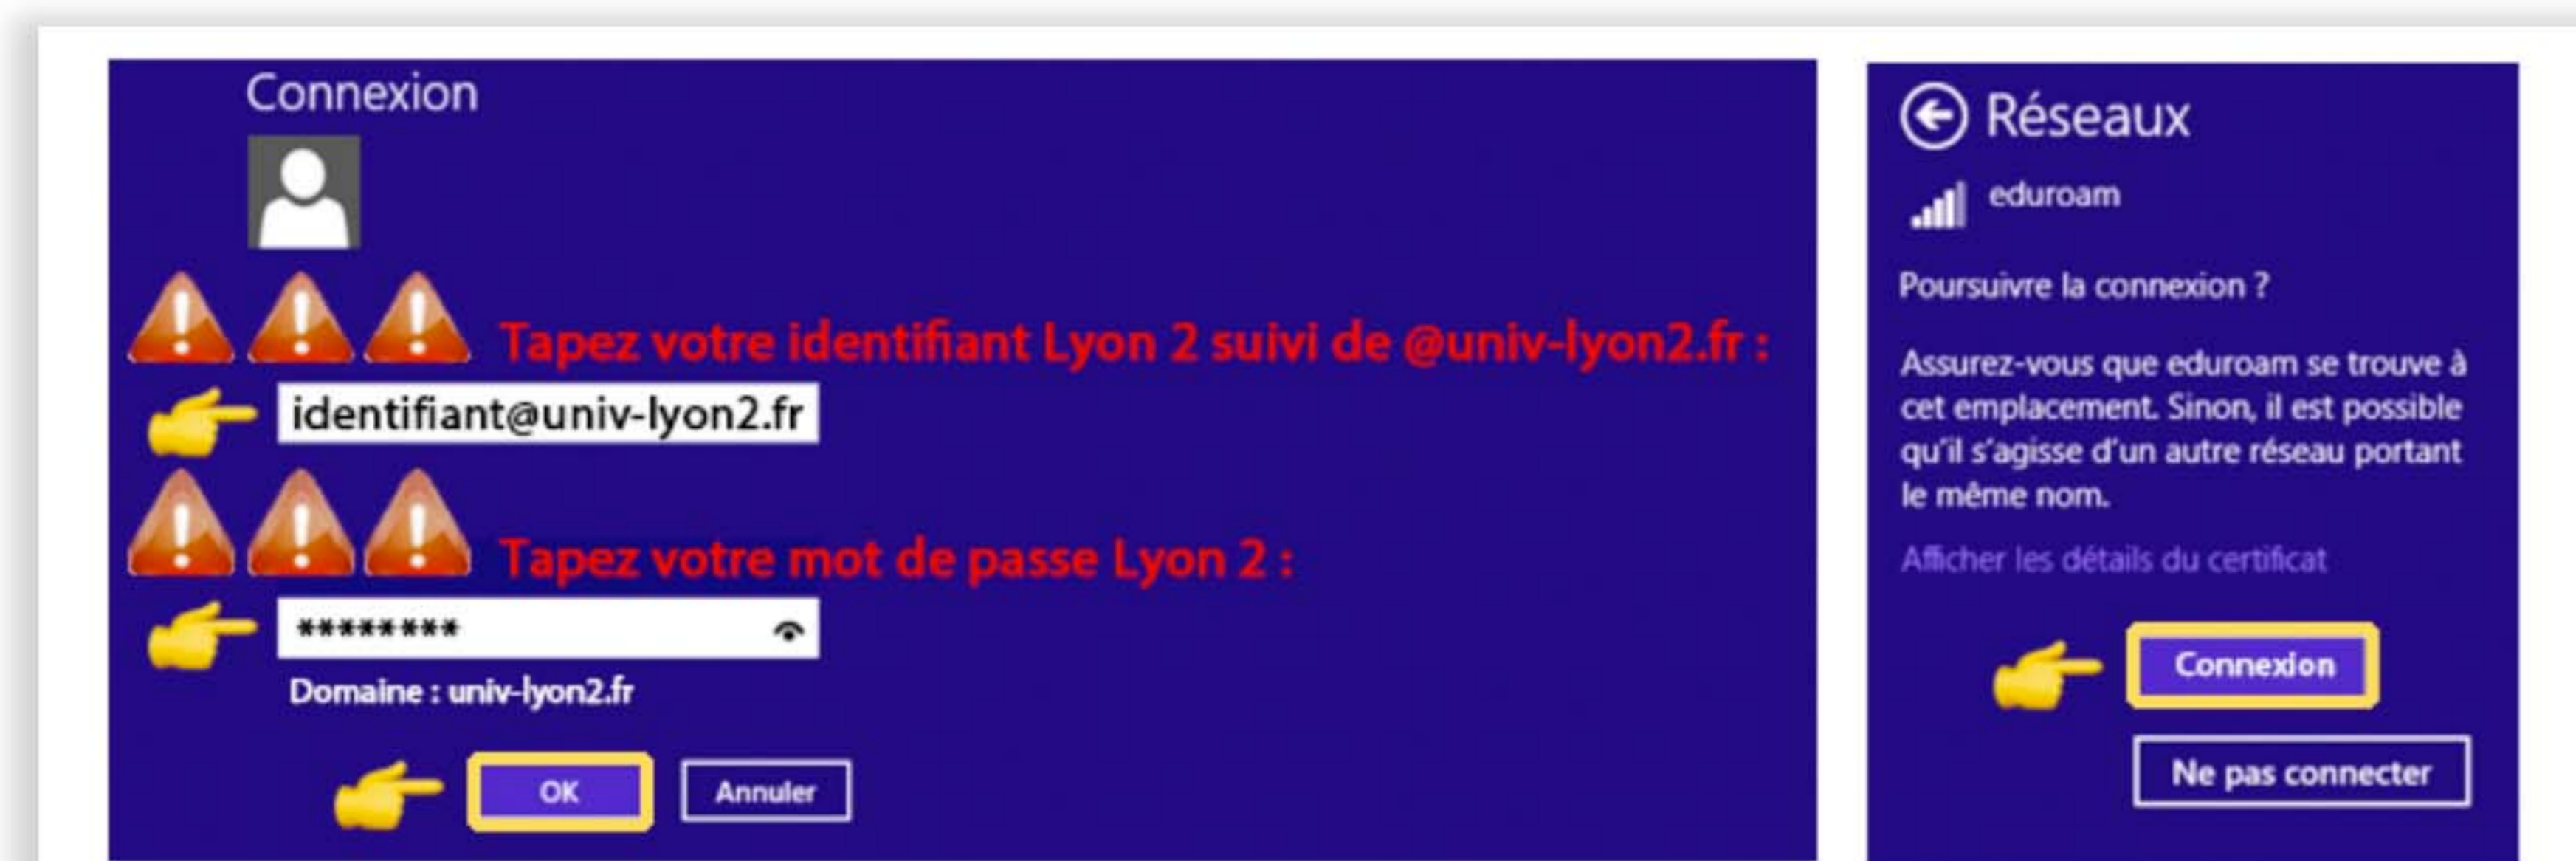 Connexion
Tapez votre identifiant Lyon 2 suivi de @univ-lyon2.fr :
identifiant@univ-lyon2.fr
Tapez votre mot de passe Lyon 2 :
********
Domaine : univ-lyon2.fr
OK
Annuler
Réseaux
eduroam
Poursuivre la connexion ?
Assurez-vous que eduroam se trouve à
cet emplacement. Sinon, il est possible
qu'il s'agisse d'un autre réseau portant
le même nom.
Afficher les détails du certificat
Connexion
Ne pas connecter